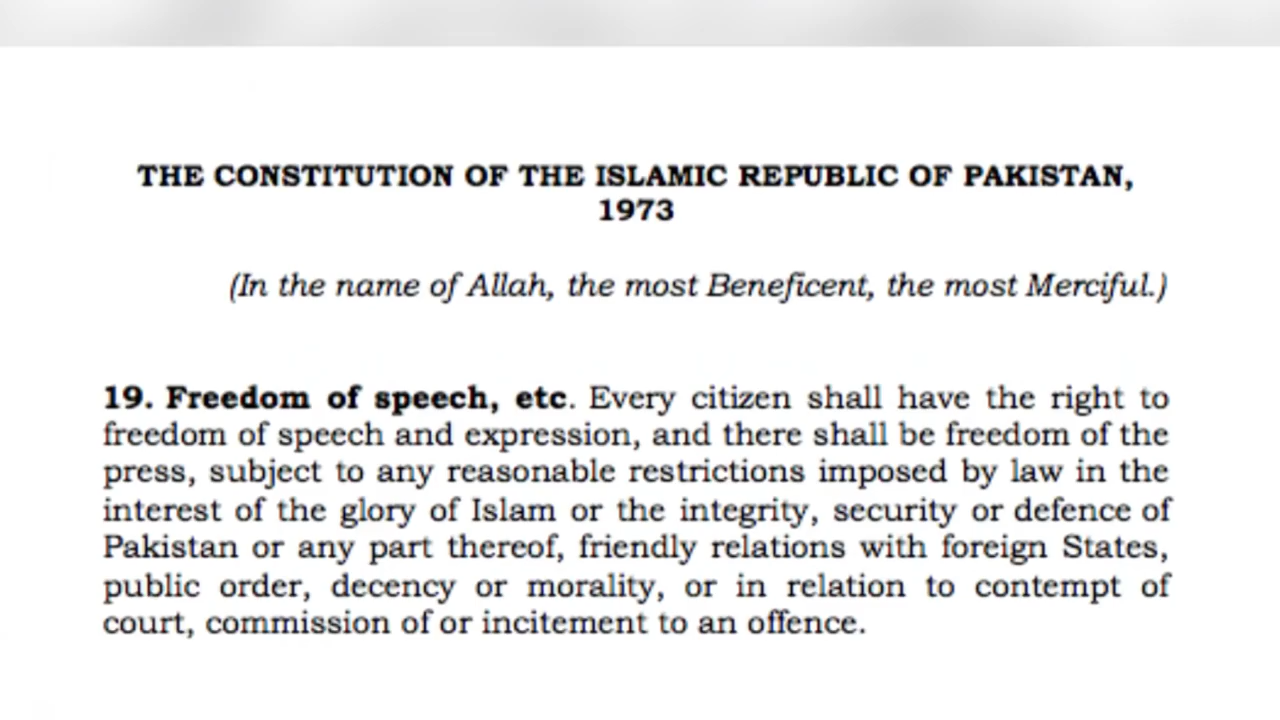 THE CONSTITUTION OF THE ISLAMIC REPUBLIC OF PAKISTAN,
1973
(In the name of Allah, the most Beneficent, the most Merciful.)
19. Freedom of speech, etc. Every citizen shall have the right to
freedom of speech and expression, and there shall be freedom of the
press, subject to any reasonable restrictions imposed by law in the
interest of the glory of Islam or the integrity, security or defence of
Pakistan or any part thereof, friendly relations with foreign States,
public order, decency or morality, or in relation to contempt of
court, commission of or incitement to an offence.